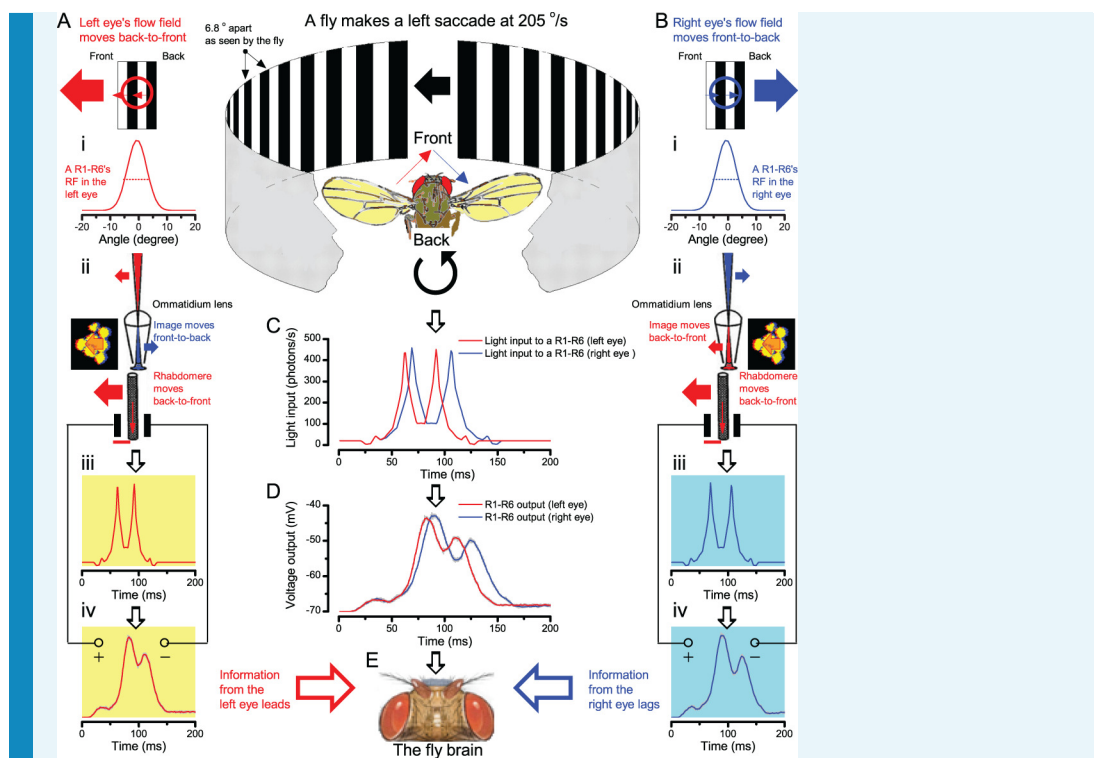 A
Left eye's flow field
moves back-to-front
Front
Back
i
A R1-R6's
RF in the
left eye
-20 -10 0 10 20
Angle (degree)
ii
Ommatidium lens
Image moves
front-to-back
Rhabdomere
moves
back-to-front
iii
0 100 200
Time (ms)
iv
+
−
0 100 200
Time (ms)
A fly makes a left saccade at 205 °/s
6.8 ° apart
as seen by the fly
Front
Back
C
Light input (photons/s)
500
400
300
200
100
0
Light input to a R1-R6 (left eye)
Light input to a R1-R6 (right eye )
0 50 100 150 200
Time (ms)
D
Voltage output (mV)
-40
-50
-60
-70
R1-R6 output (left eye)
R1-R6 output (right eye)
0 50 100 150 200
Time (ms)
E
Information
from the
left eye leads
Information
from the
right eye lags
The fly brain
B
Right eye's flow field
moves front-to-back
Front
Back
i
A R1-R6's
RF in the
right eye
-20 -10 0 10 20
Angle (degree)
ii
Ommatidium lens
Image moves
back-to-front
Rhabdomere
moves
back-to-front
iii
0 100 200
Time (ms)
iv
+
−
0 100 200
Time (ms)